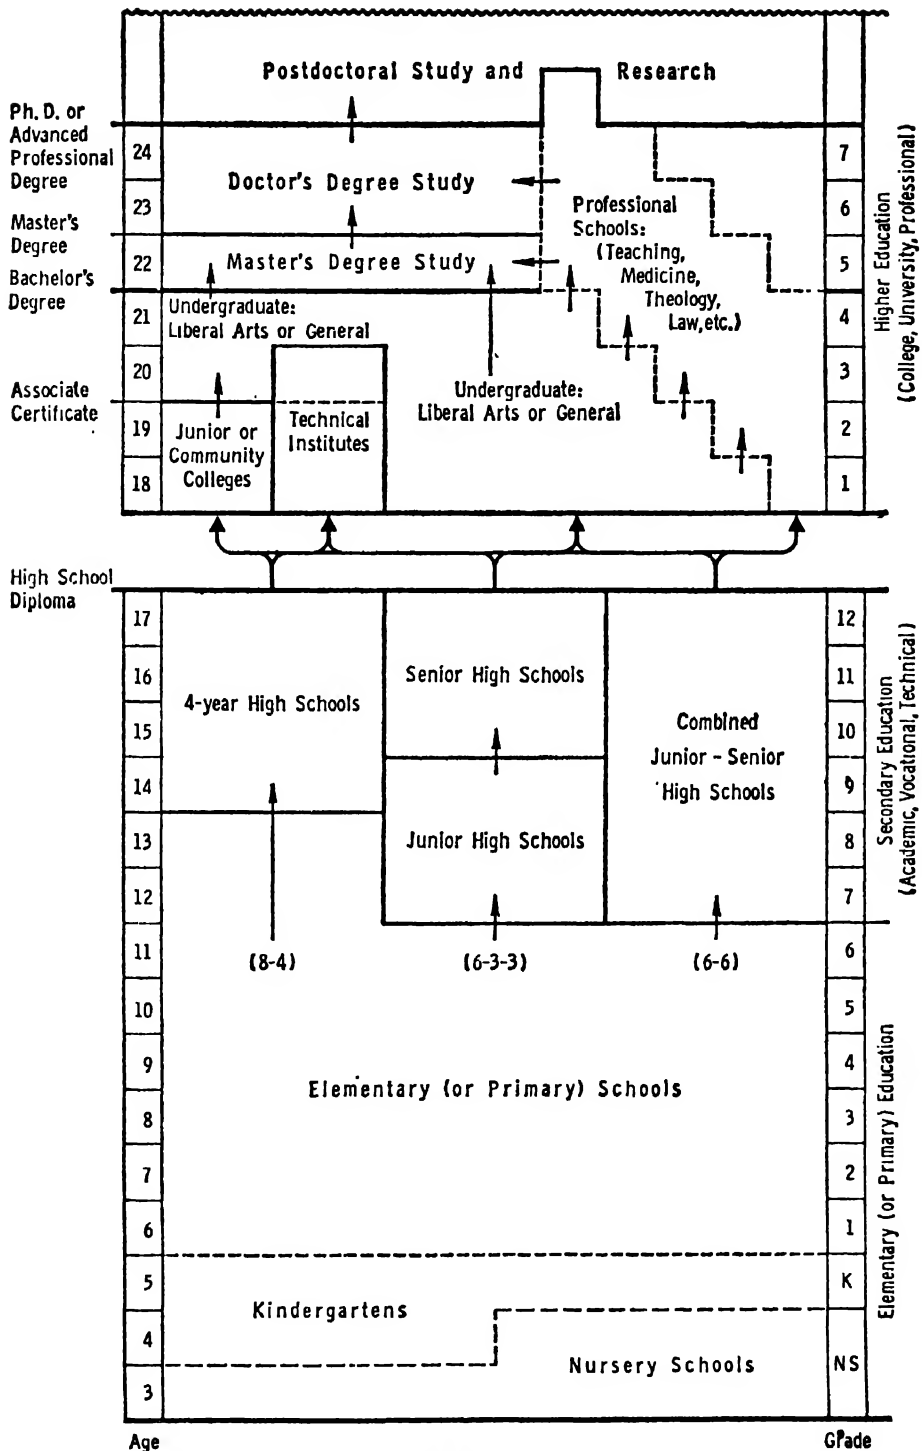 Postdoctoral Study and Research
Ph. D. or
Advanced
Professional
Degree
24
7
Doctor's Degree Study
23
6
Professional
Schools:
(Teaching,
Medicine,
Theology,
Law, etc.)
Master's
Degree
22
Master's Degree Study
5
Bachelor's
Degree
Undergraduate:
Liberal Arts or General
21
4
20
3
Undergraduate:
Liberal Arts or General
Associate
Certificate
19
2
Junior or
Community
Colleges
Technical
Institutes
18
1
Higher Education
(College, University, Professional)
High School
Diploma
17
12
16
Senior High Schools
11
4-year High Schools
15
10
Combined
Junior - Senior
High Schools
14
9
13
Junior High Schools
8
12
7
Secondary Education
(Academic, Vocational, Technical)
11
(8-4)
(6-3-3)
(6-6)
6
10
5
9
4
Elementary (or Primary) Schools
8
3
7
2
6
1
5
K
Kindergartens
4
Nursery Schools
NS
3
Elementary (or Primary) Education
Age
Grade